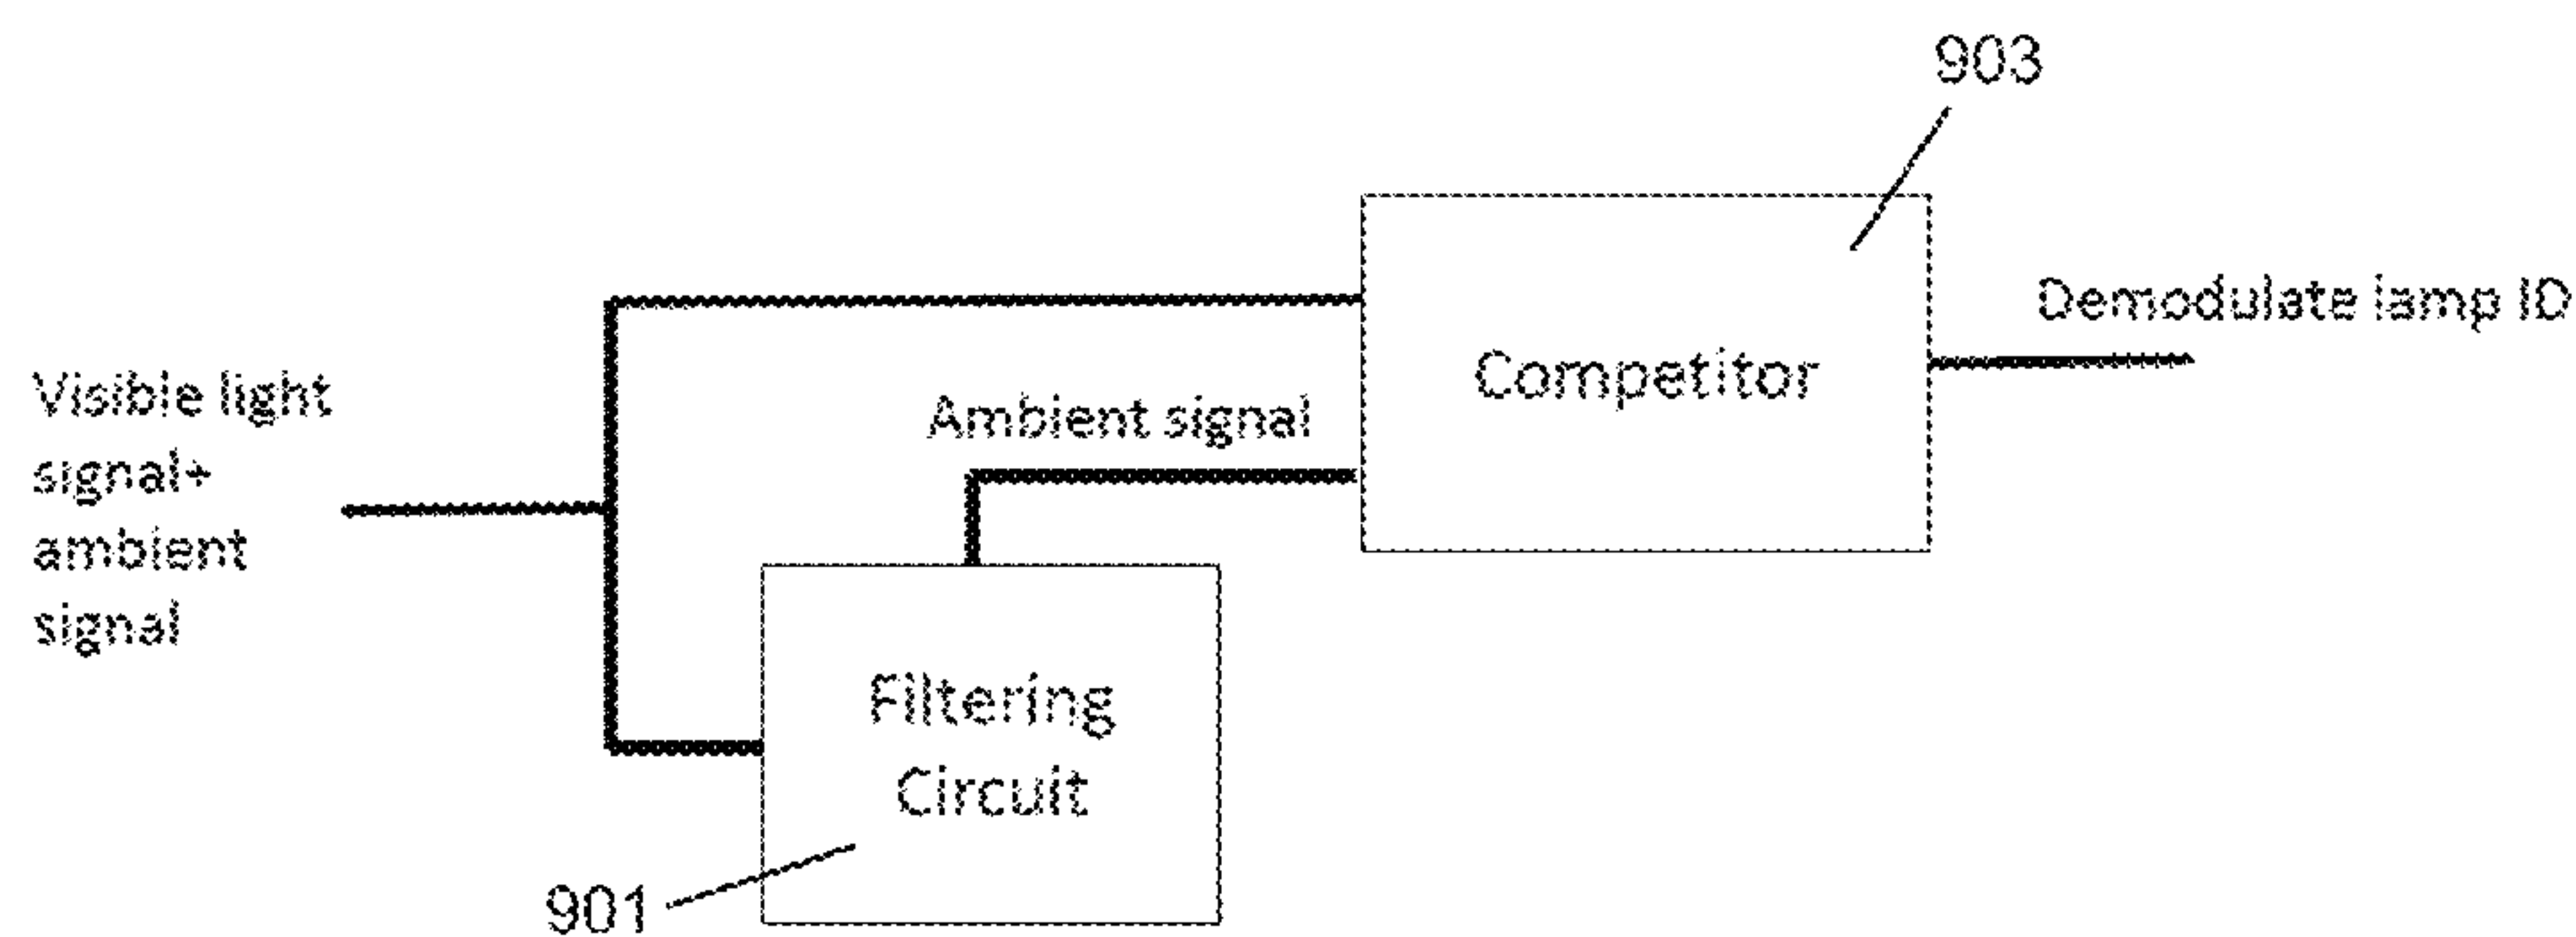 903
Demodulate lamp ID
Competitor
Visible light
signal+
ambient
signal
Ambient signal
Filtering
Circuit
901